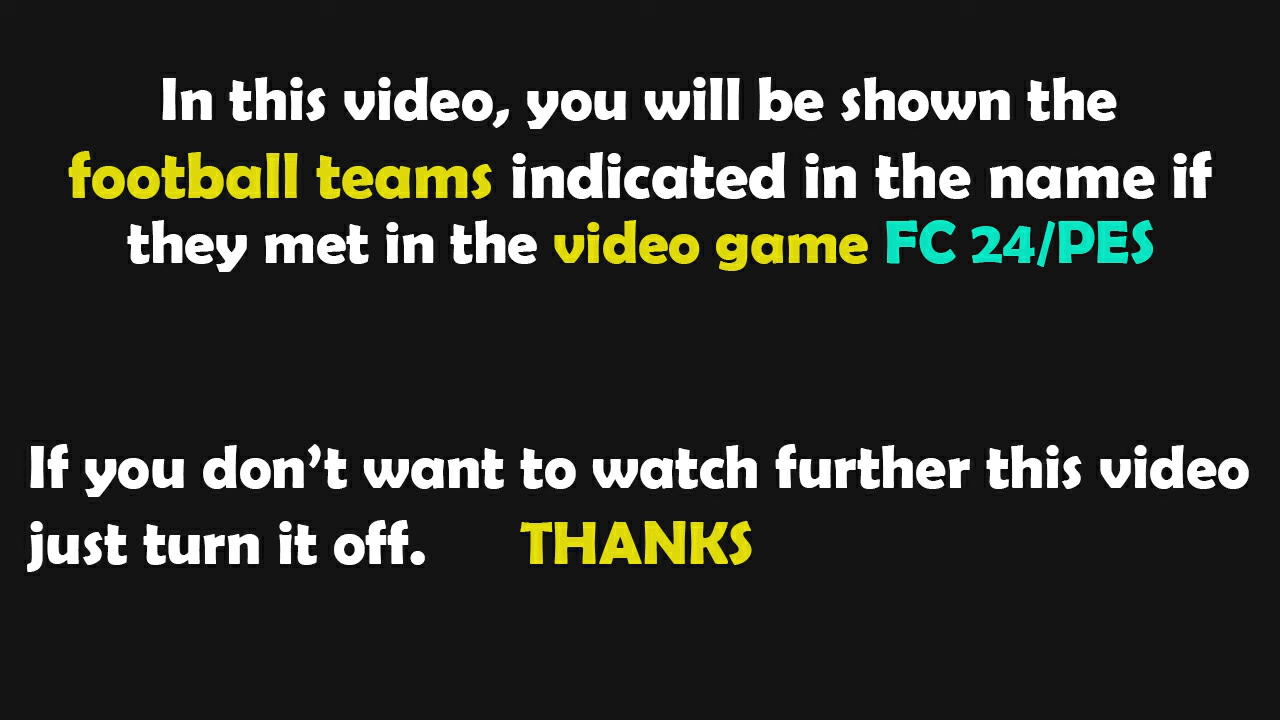 In this video, you will be shown the
football teams indicated in the name if
they met in the video game FC 24/PES
If you don’t want to watch further this video
just turn it off. THANKS